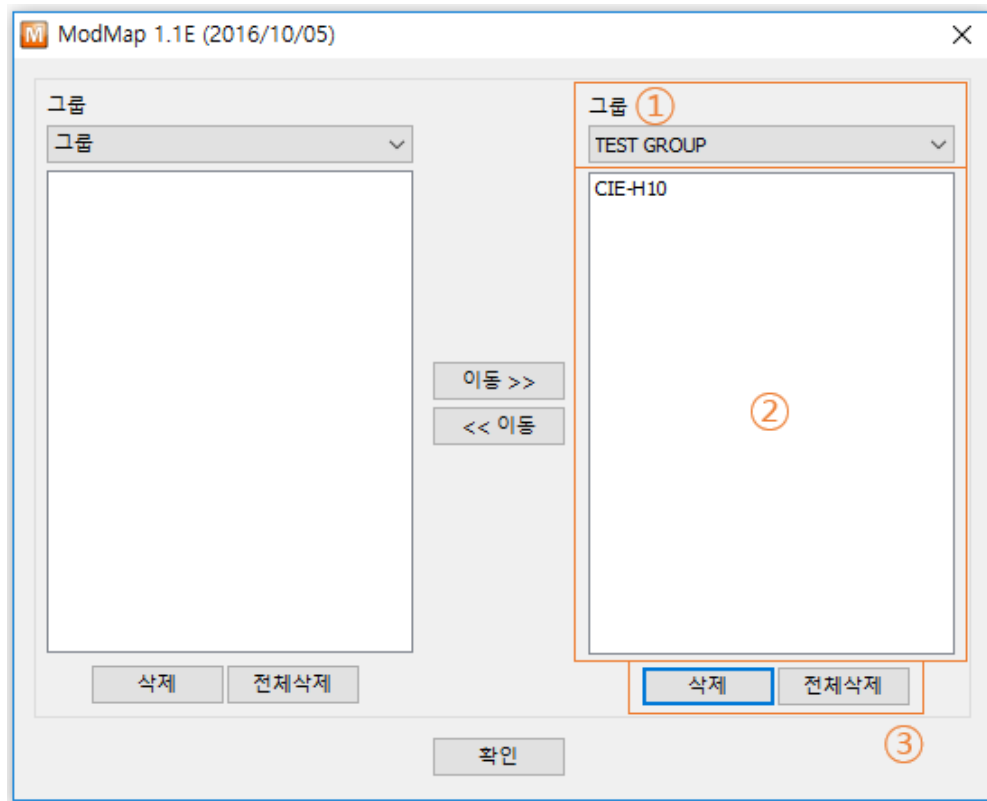 ModMap 1.1E (2016/10/05)
그룹
그룹
이동 >>
<< 이동
삭제 전체삭제
그룹 ①
TEST GROUP
CIE-H10
②
삭제 전체삭제
③
확인